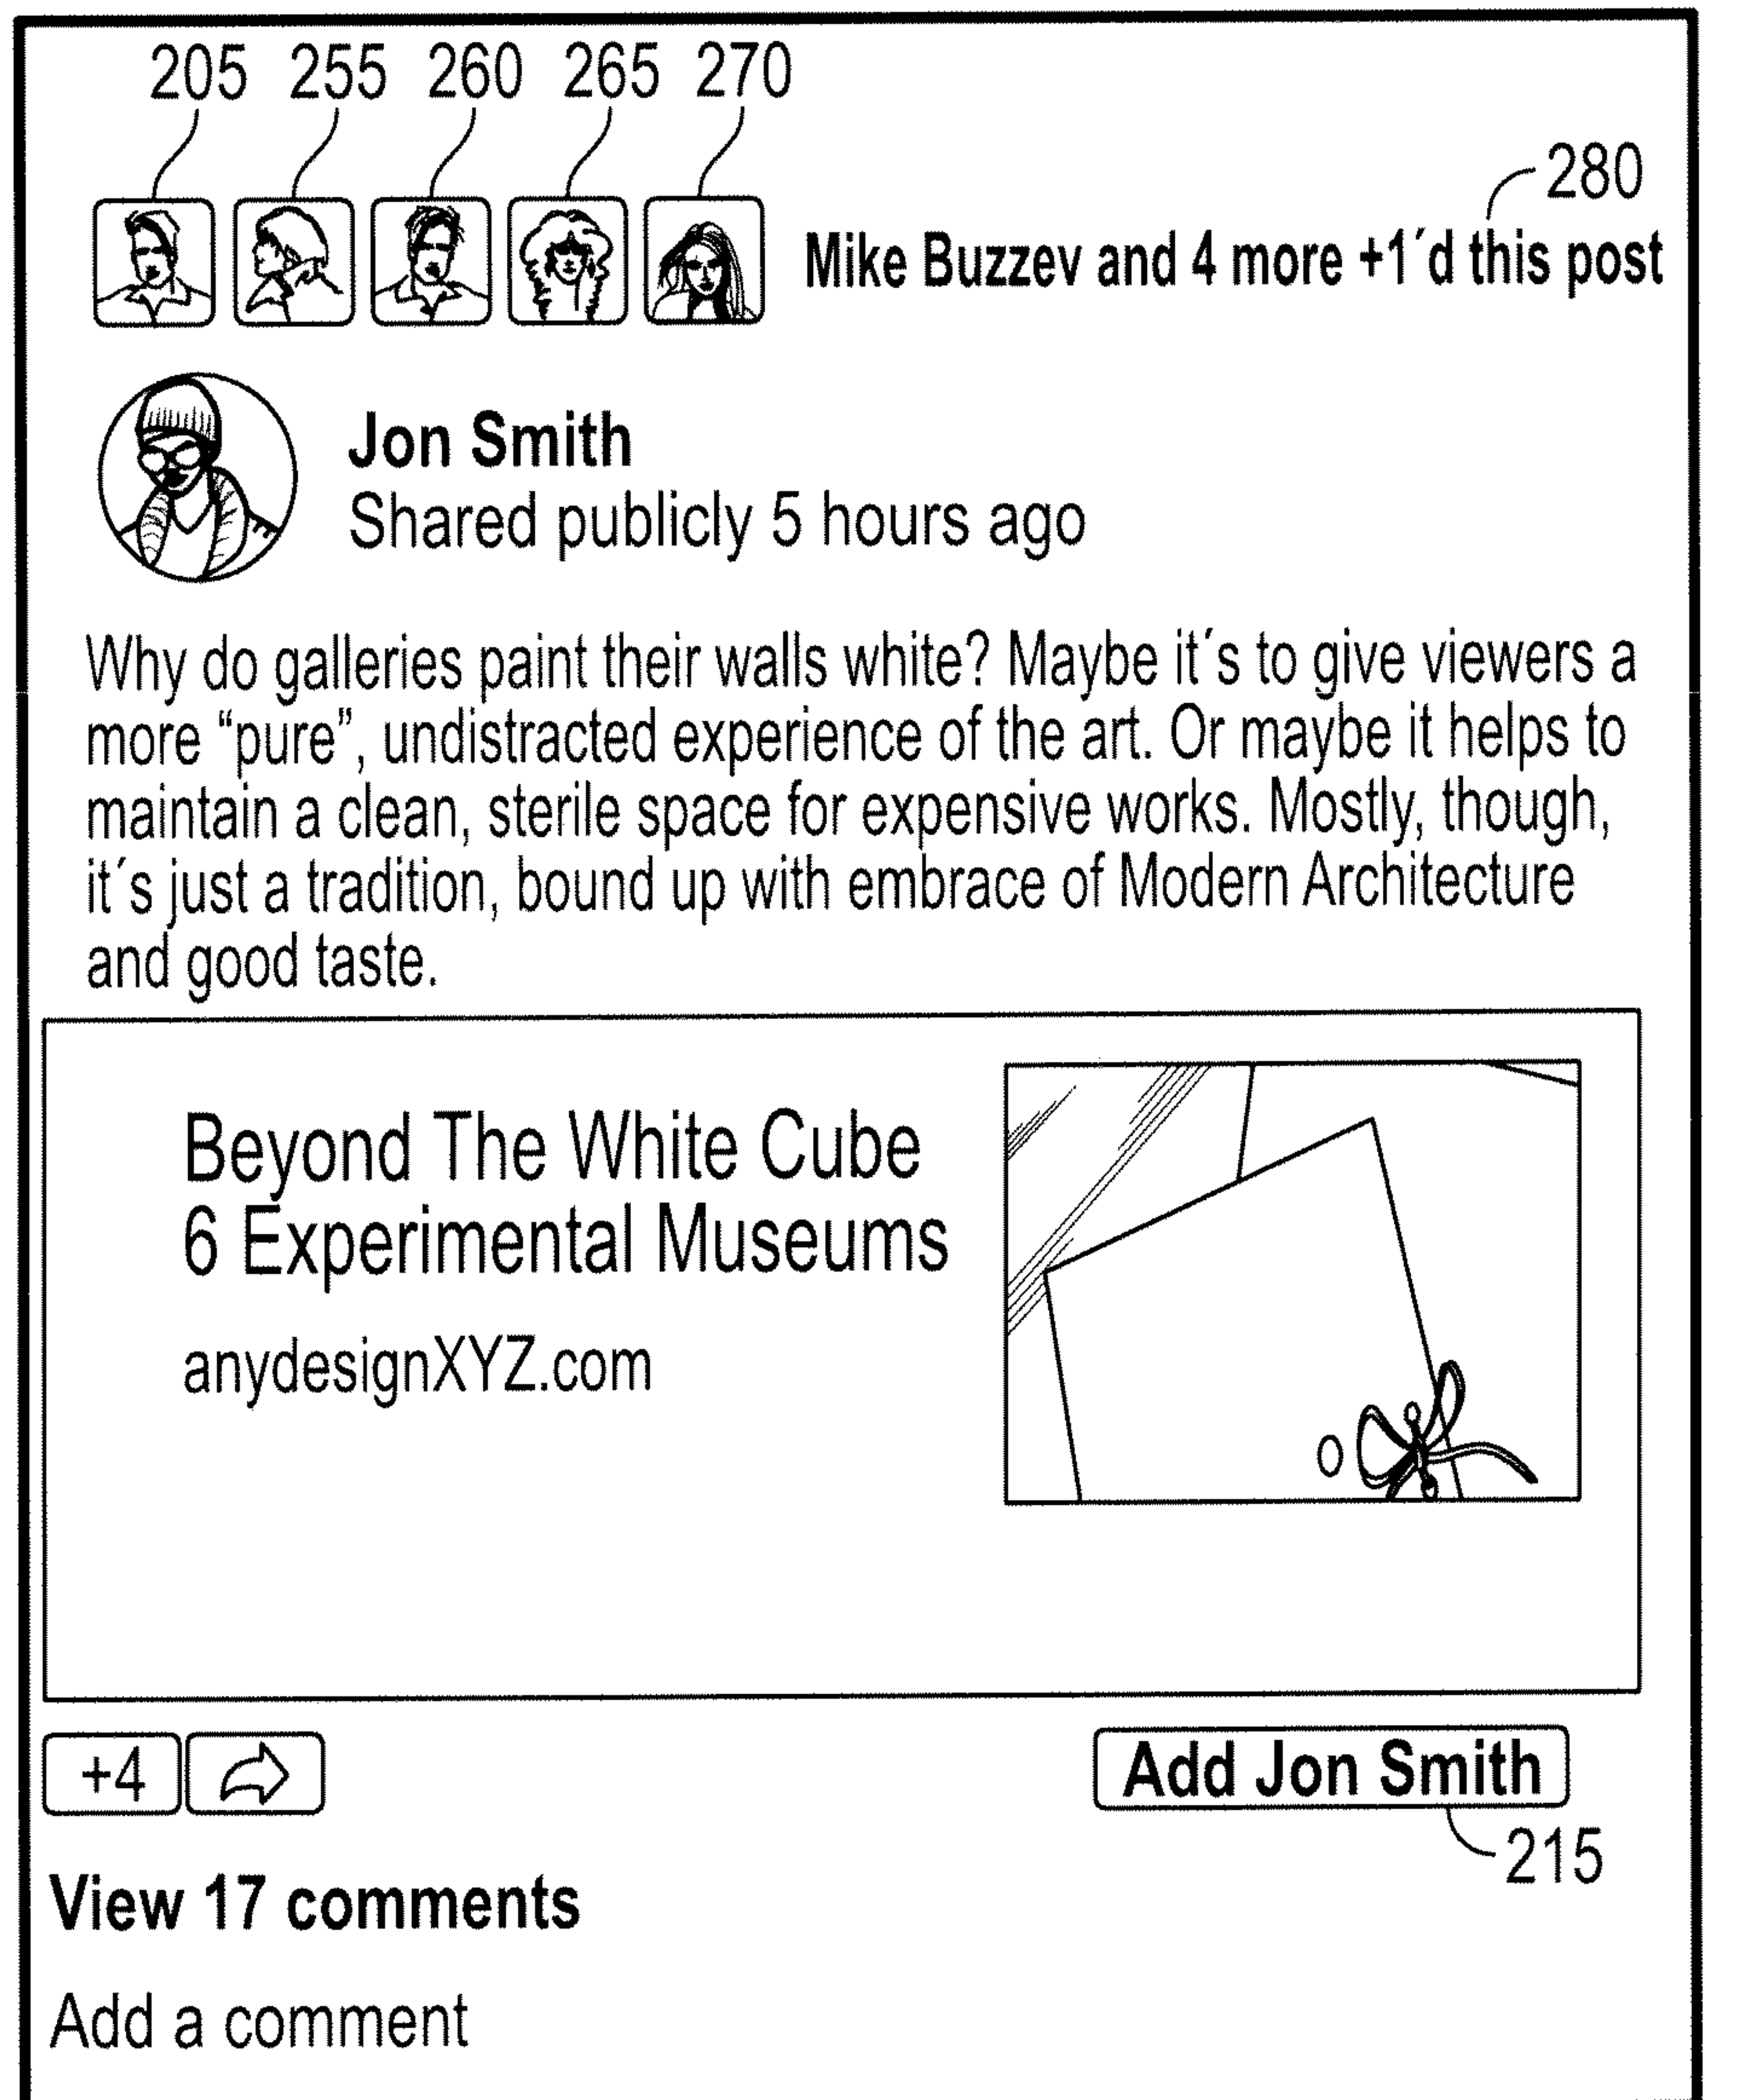 205 255 260 265 270
280
Mike Buzzev and 4 more +1´d this post
Jon Smith
Shared publicly 5 hours ago
Why do galleries paint their walls white? Maybe it´s to give viewers a
more “pure”, undistracted experience of the art. Or maybe it helps to
maintain a clean, sterile space for expensive works. Mostly, though,
it´s just a tradition, bound up with embrace of Modern Architecture
and good taste.
Beyond The White Cube
6 Experimental Museums
anydesignXYZ.com
+4
Add Jon Smith
215
View 17 comments
Add a comment